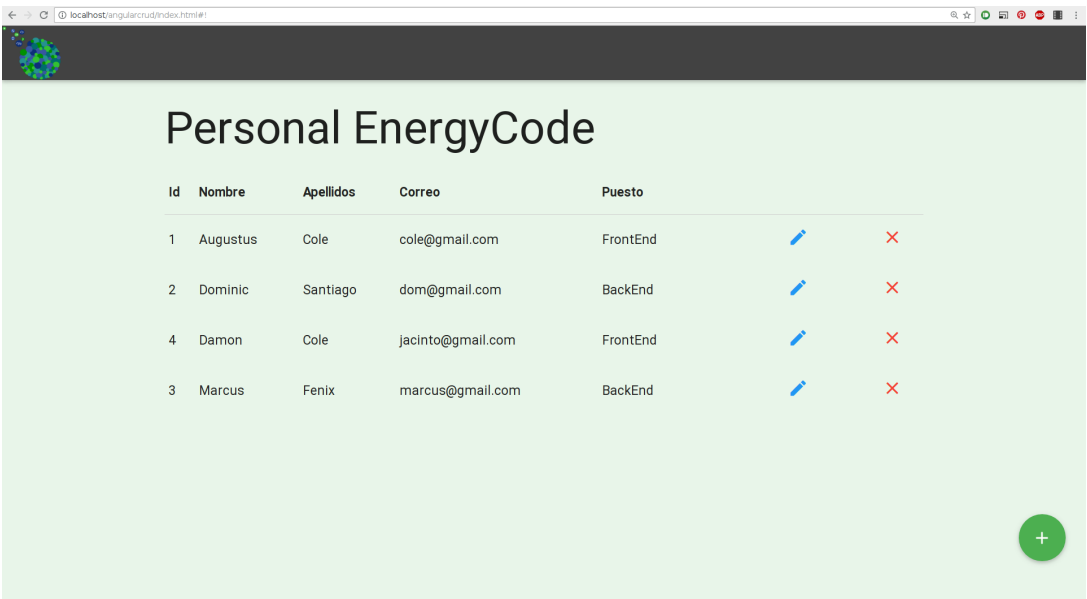 localhost/angularcrud/index.html#!
Personal EnergyCode
Id Nombre Apellidos Correo Puesto
1 Augustus Cole cole@gmail.com FrontEnd
2 Dominic Santiago dom@gmail.com BackEnd
4 Damon Cole jacinto@gmail.com FrontEnd
3 Marcus Fenix marcus@gmail.com BackEnd